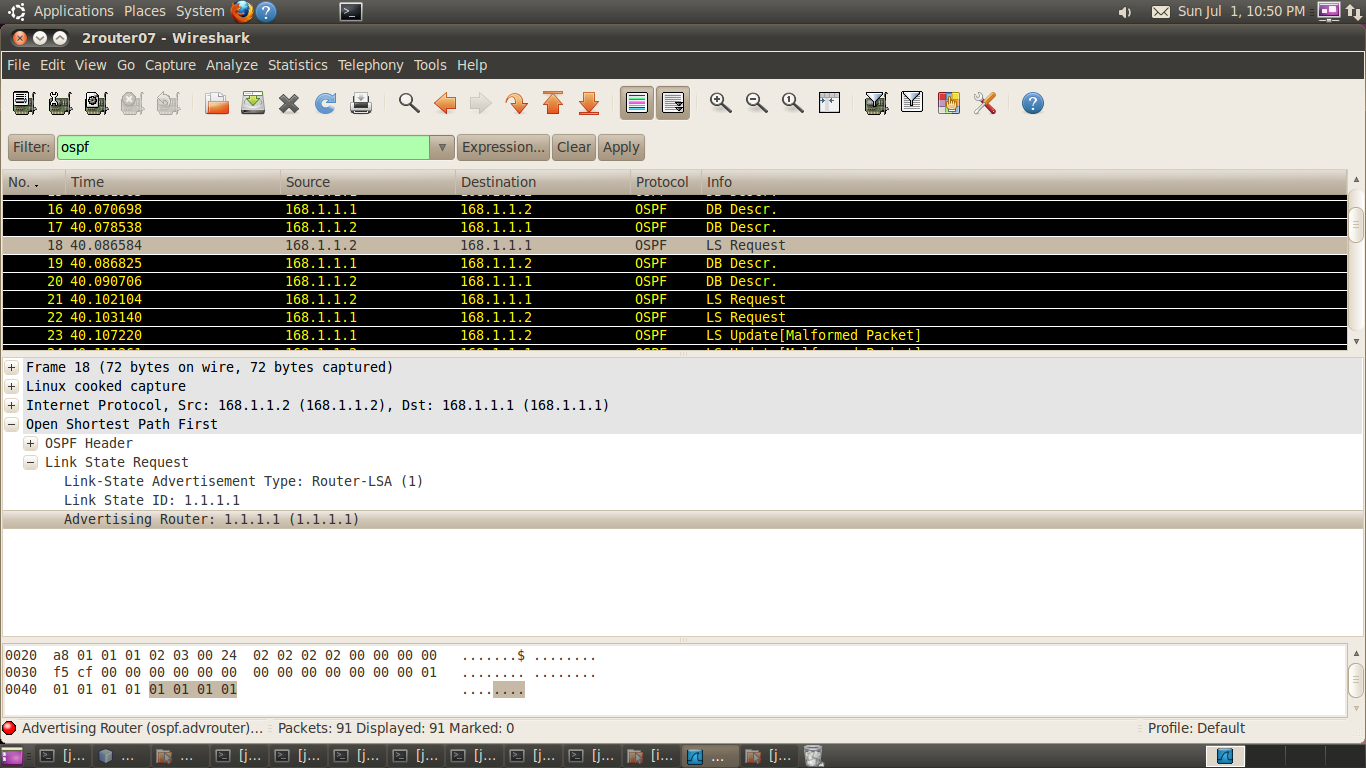 Applications Places System Sun Jul 1, 10:50 PM
2router07 - Wireshark
File Edit View Go Capture Analyze Statistics Telephony Tools Help
Filter: ospf Expression... Clear Apply
No. Time Source Destination Protocol Info
16 40.070698 168.1.1.1 168.1.1.2 OSPF DB Descr.
17 40.078538 168.1.1.2 168.1.1.1 OSPF DB Descr.
18 40.086584 168.1.1.2 168.1.1.1 OSPF LS Request
19 40.086825 168.1.1.1 168.1.1.2 OSPF DB Descr.
20 40.090706 168.1.1.2 168.1.1.1 OSPF DB Descr.
21 40.102104 168.1.1.2 168.1.1.1 OSPF LS Request
22 40.103140 168.1.1.1 168.1.1.2 OSPF LS Request
23 40.107220 168.1.1.1 168.1.1.2 OSPF LS Update[Malformed Packet]
Frame 18 (72 bytes on wire, 72 bytes captured)
Linux cooked capture
Internet Protocol, Src: 168.1.1.2 (168.1.1.2), Dst: 168.1.1.1 (168.1.1.1)
Open Shortest Path First
OSPF Header
Link State Request
Link-State Advertisement Type: Router-LSA (1)
Link State ID: 1.1.1.1
Advertising Router: 1.1.1.1 (1.1.1.1)
0020 a8 01 01 01 02 03 00 24 02 02 02 02 00 00 00 00 .......$ ........
0030 f5 cf 00 00 00 00 00 00 00 00 00 00 00 00 00 01 ........ ........
0040 01 01 01 01 01 01 01 01 ........
Advertising Router (ospf.advrouter)... Packets: 91 Displayed: 91 Marked: 0 Profile: Default
[j... ... ... [j... [j... [j... [j... [j... [j... [j... [i... ... [j...